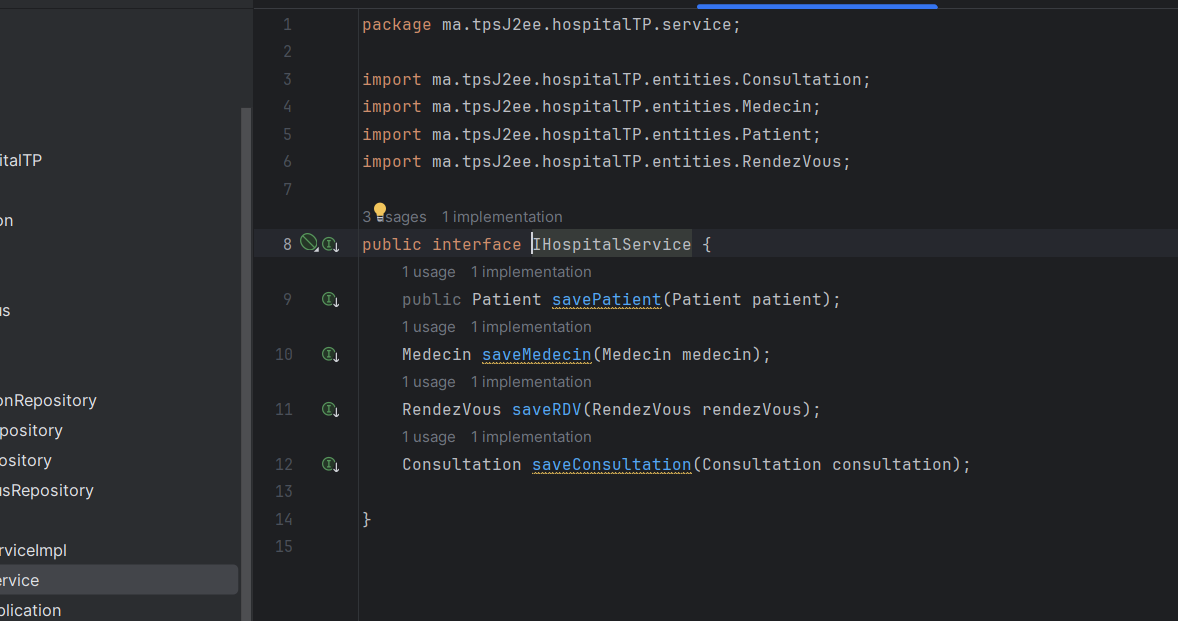 italTP
on
us
onRepository
pository
ository
usRepository
rviceImpl
ervice
plication
1 package ma.tpsJ2ee.hospitalTP.service;
2
3 import ma.tpsJ2ee.hospitalTP.entities.Consultation;
4 import ma.tpsJ2ee.hospitalTP.entities.Medecin;
5 import ma.tpsJ2ee.hospitalTP.entities.Patient;
6 import ma.tpsJ2ee.hospitalTP.entities.RendezVous;
7
3 usages 1 implementation
8 public interface IHospitalService {
1 usage 1 implementation
9 public Patient savePatient(Patient patient);
1 usage 1 implementation
10 Medecin saveMedecin(Medecin medecin);
1 usage 1 implementation
11 RendezVous saveRDV(RendezVous rendezVous);
1 usage 1 implementation
12 Consultation saveConsultation(Consultation consultation);
13
14 }
15